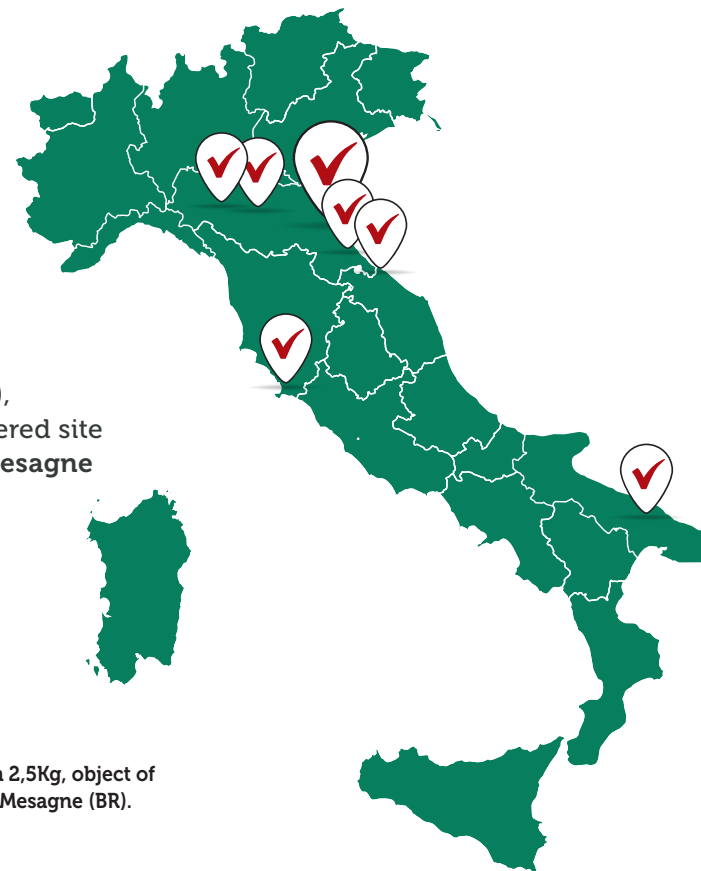 ),
ered site
esagne
2,5Kg, object of
Mesagne (BR).